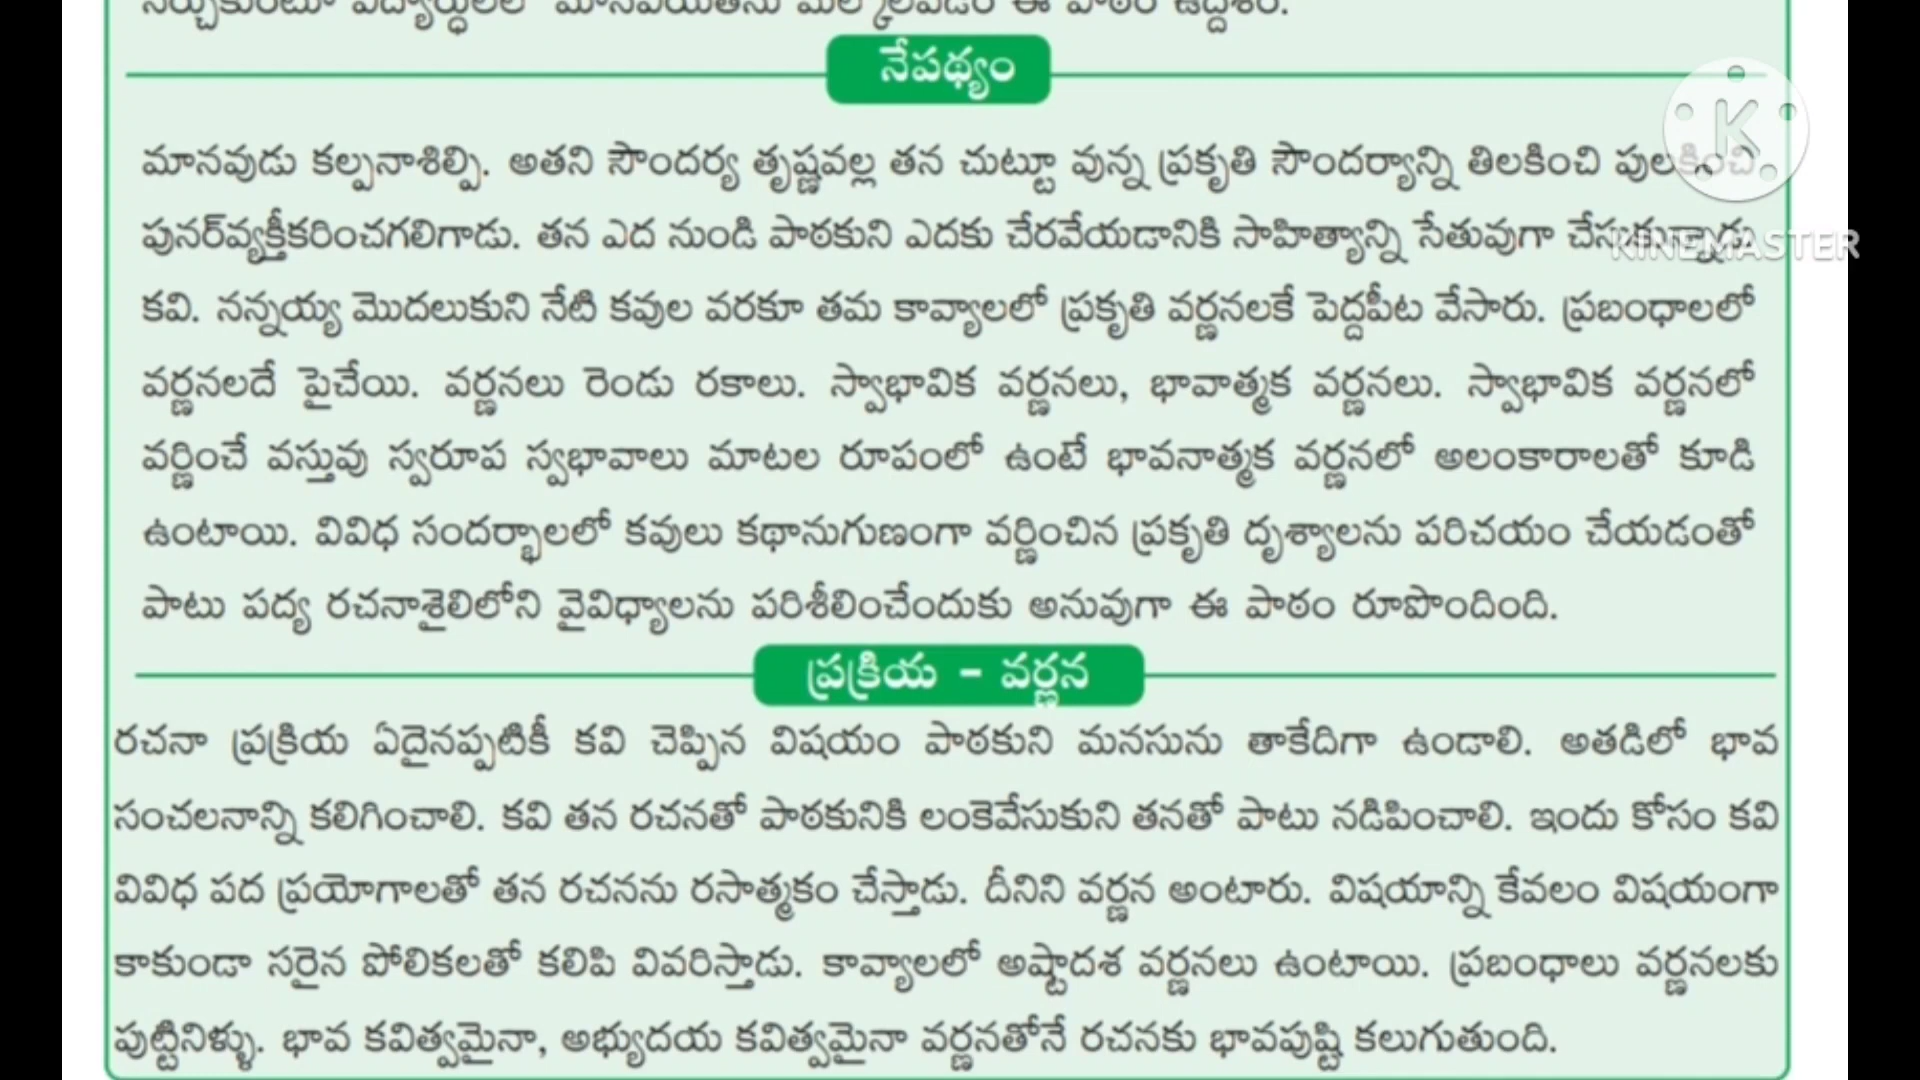 నేర్చుకుంటూ విద్యార్థులలో మానవీయతను మేల్కొలపడం ఈ పాఠం ఉద్దేశం.
నేపథ్యం
మానవుడు కల్పనాశిల్పి. అతని సౌందర్య తృష్ణవల్ల తన చుట్టూ వున్న ప్రకృతి సౌందర్యాన్ని తిలకించి పులకించి
పునర్‌వ్యక్తీకరించగలిగాడు. తన ఎద నుండి పాఠకుని ఎదకు చేరవేయడానికి సాహిత్యాన్ని సేతువుగా చేసుకున్నాడు
KINEMASTER
కవి. నన్నయ్య మొదలుకుని నేటి కవుల వరకూ తమ కావ్యాలలో ప్రకృతి వర్ణనలకే పెద్దపీట వేసారు. ప్రబంధాలలో
వర్ణనలదే పైచేయి. వర్ణనలు రెండు రకాలు. స్వాభావిక వర్ణనలు, భావాత్మక వర్ణనలు. స్వాభావిక వర్ణనలో
వర్ణించే వస్తువు స్వరూప స్వభావాలు మాటల రూపంలో ఉంటే భావనాత్మక వర్ణనలో అలంకారాలతో కూడి
ఉంటాయి. వివిధ సందర్భాలలో కవులు కథానుగుణంగా వర్ణించిన ప్రకృతి దృశ్యాలను పరిచయం చేయడంతో
పాటు పద్య రచనాశైలిలోని వైవిధ్యాలను పరిశీలించేందుకు అనువుగా ఈ పాఠం రూపొందింది.
ప్రక్రియ - వర్ణన
రచనా ప్రక్రియ ఏదైనప్పటికీ కవి చెప్పిన విషయం పాఠకుని మనసును తాకేదిగా ఉండాలి. అతడిలో భావ
సంచలనాన్ని కలిగించాలి. కవి తన రచనతో పాఠకునికి లంకెవేసుకుని తనతో పాటు నడిపించాలి. ఇందు కోసం కవి
వివిధ పద ప్రయోగాలతో తన రచనను రసాత్మకం చేస్తాడు. దీనిని వర్ణన అంటారు. విషయాన్ని కేవలం విషయంగా
కాకుండా సరైన పోలికలతో కలిపి వివరిస్తాడు. కావ్యాలలో అష్టాదశ వర్ణనలు ఉంటాయి. ప్రబంధాలు వర్ణనలకు
పుట్టినిళ్ళు. భావ కవిత్వమైనా, అభ్యుదయ కవిత్వమైనా వర్ణనతోనే రచనకు భావపుష్టి కలుగుతుంది.